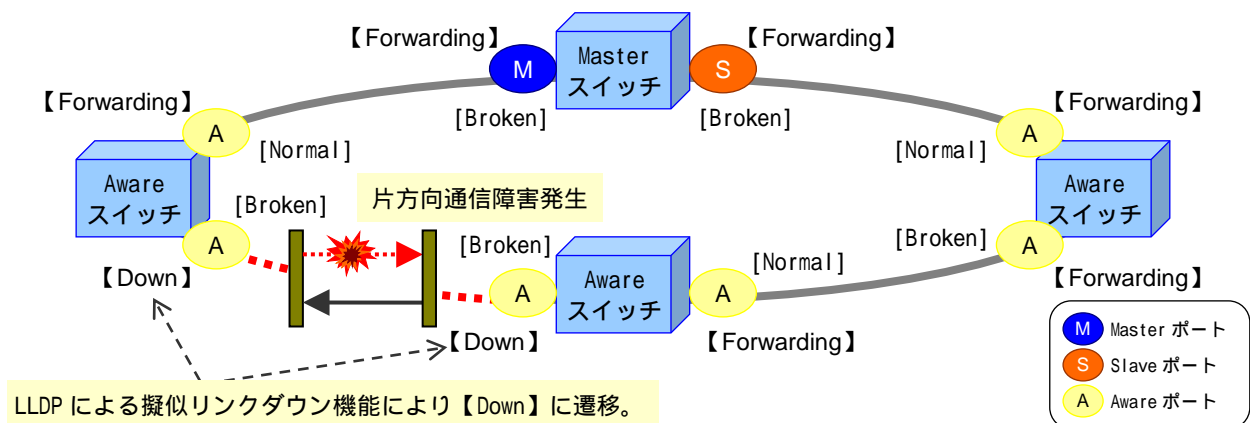 【Forwarding】
【Forwarding】
M
Master
スイッチ
S
[Broken]
[Broken]
【Forwarding】
A
[Normal]
【Forwarding】
A
[Normal]
Aware
スイッチ
[Broken]
A
【Down】
片方向通信障害発生
[Broken]
A
【Down】
Aware
スイッチ
A
[Normal]
【Forwarding】
Aware
スイッチ
[Broken]
A
【Forwarding】
LLDP による擬似リンクダウン機能により【Down】に遷移。
M Master ポート
S Slave ポート
A Aware ポート